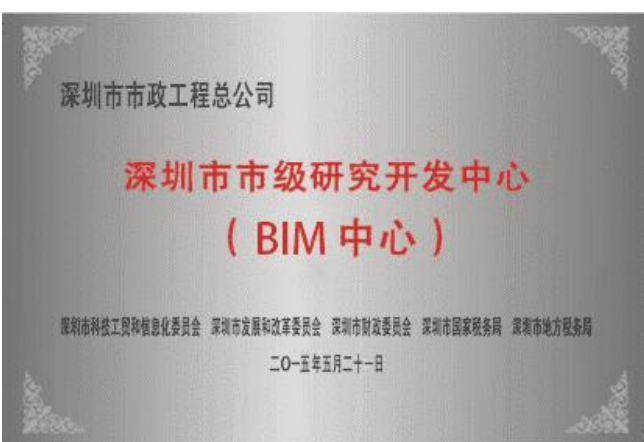 深圳市市政工程总公司
深圳市市级研究开发中心
（BIM 中心）
深圳市科技工贸和信息化委员会 深圳市发展和改革委员会 深圳市财政委员会 深圳市国家税务局 深圳市地方税务局
二〇一五年五月二十一日